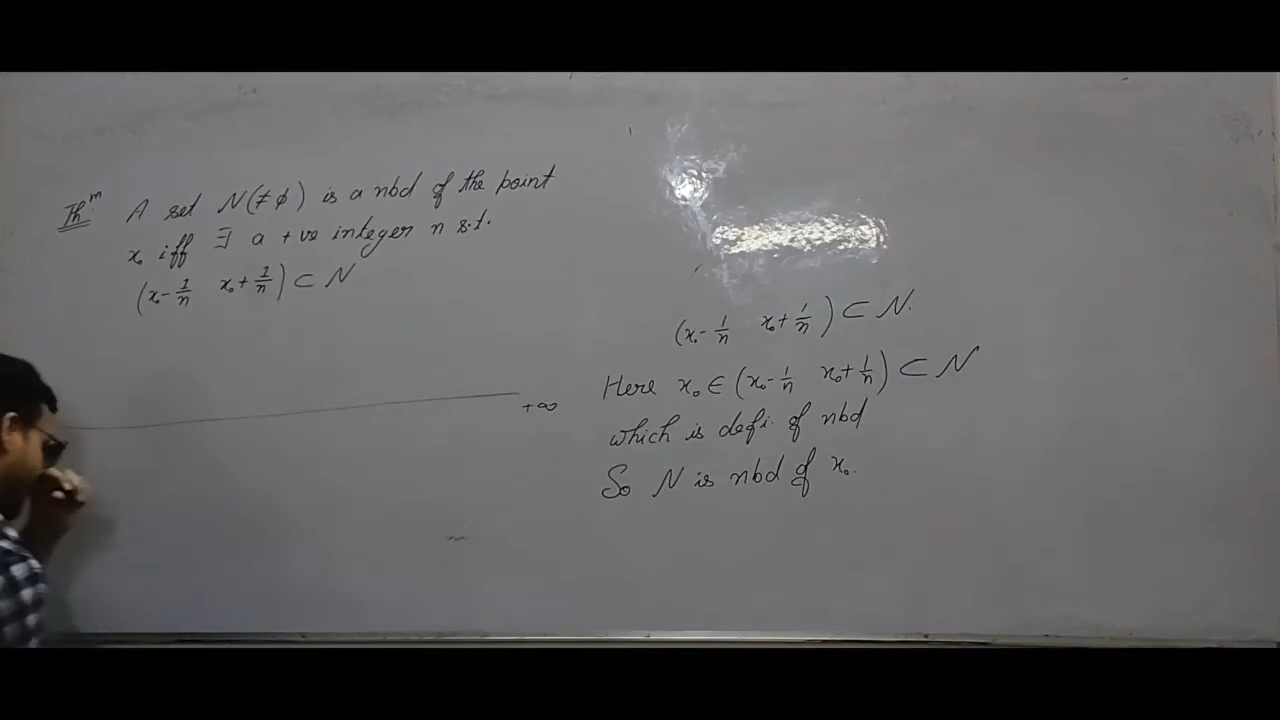 Thᵐ: A set N(≠ϕ) is a nbd of the point
x₀ iff ∃ a +ve integer n s.t.
(x₀ - 1/n x₀ + 1/n) ⊂ N
+∞
(x₀ - 1/n x₀ + 1/n) ⊂ N.
Here x₀ ∈ (x₀ - 1/n x₀ + 1/n) ⊂ N
which is defi. of nbd
So N is nbd of x₀.